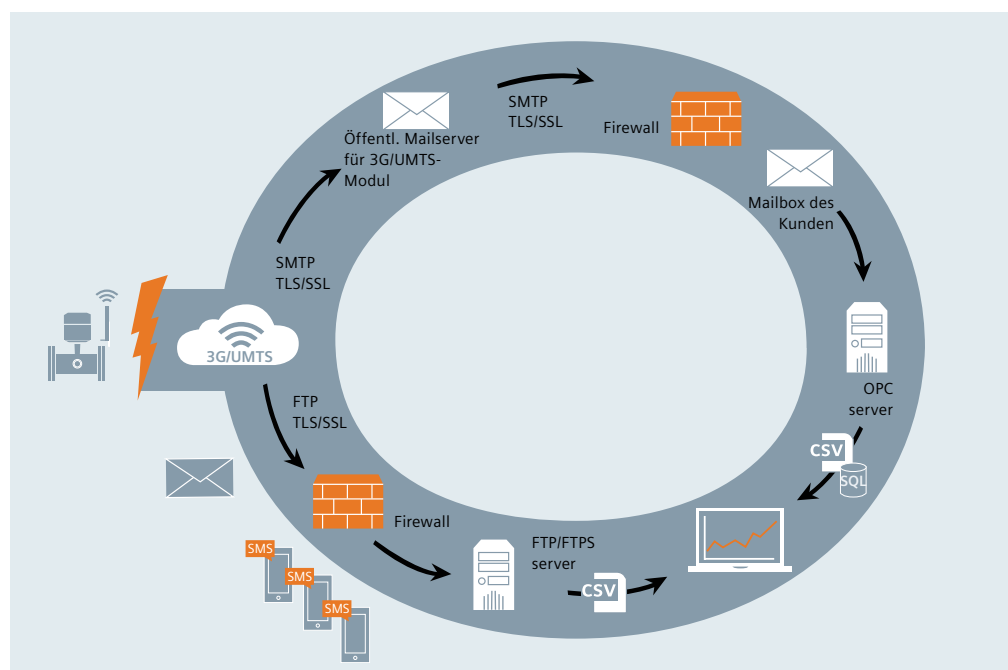 SMTP
TLS/SSL
Öffentl. Mailserver
für 3G/UMTS-
Modul
Firewall
Mailbox des
Kunden
SMTP
TLS/SSL
3G/UMTS
OPC
server
FTP
TLS/SSL
CSV
SQL
Firewall
FTP/FTPS
server
CSV
SMS
SMS
SMS